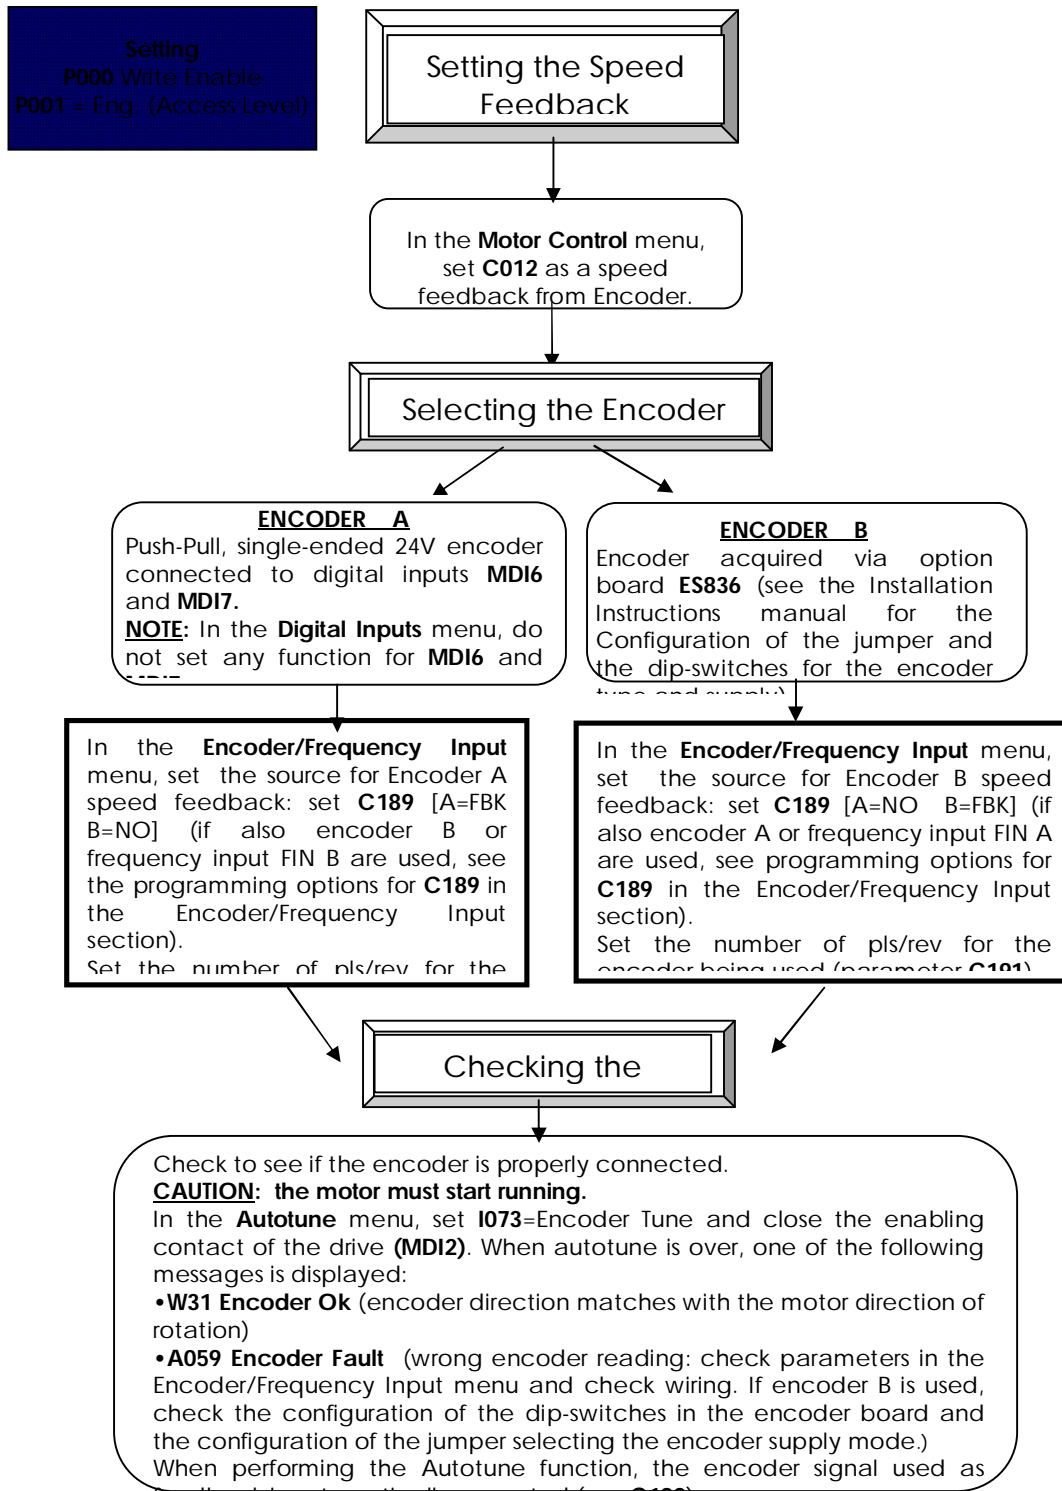 Setting
P000 Write Enable.
P001 = Eng. (Access Level)
Setting the Speed
Feedback
In the Motor Control menu,
set C012 as a speed
feedback from Encoder.
Selecting the Encoder
ENCODER A
Push-Pull, single-ended 24V encoder
connected to digital inputs MDI6
and MDI7.
NOTE: In the Digital Inputs menu, do
not set any function for MDI6 and
ENCODER B
Encoder acquired via option
board ES836 (see the Installation
Instructions manual for the
Configuration of the jumper and
the dip-switches for the encoder
type and supply)
In the Encoder/Frequency Input
menu, set the source for Encoder A
speed feedback: set C189 [A=FBK
B=NO] (if also encoder B or
frequency input FIN B are used, see
the programming options for C189 in
the Encoder/Frequency Input
section).
Set the number of pls/rev for the
In the Encoder/Frequency Input menu,
set the source for Encoder B speed
feedback: set C189 [A=NO B=FBK] (if
also encoder A or frequency input FIN A
are used, see programming options for
C189 in the Encoder/Frequency Input
section).
Set the number of pls/rev for the
encoder being used (parameter C191)
Checking the
Check to see if the encoder is properly connected.
CAUTION: the motor must start running.
In the Autotune menu, set I073=Encoder Tune and close the enabling
contact of the drive (MDI2). When autotune is over, one of the following
messages is displayed:
•W31 Encoder Ok (encoder direction matches with the motor direction of
rotation)
•A059 Encoder Fault (wrong encoder reading: check parameters in the
Encoder/Frequency Input menu and check wiring. If encoder B is used,
check the configuration of the dip-switches in the encoder board and
the configuration of the jumper selecting the encoder supply mode.)
When performing the Autotune function, the encoder signal used as